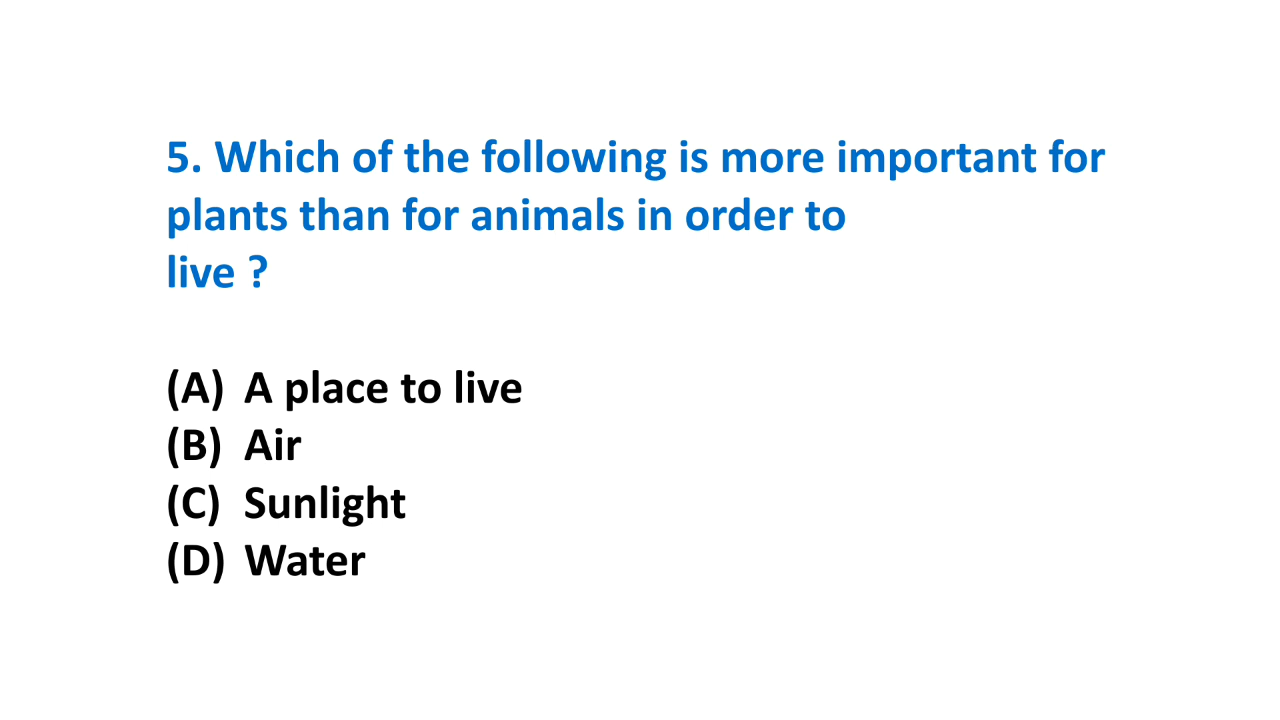 5. Which of the following is more important for
plants than for animals in order to
live ?
(A) A place to live
(B) Air
(C) Sunlight
(D) Water